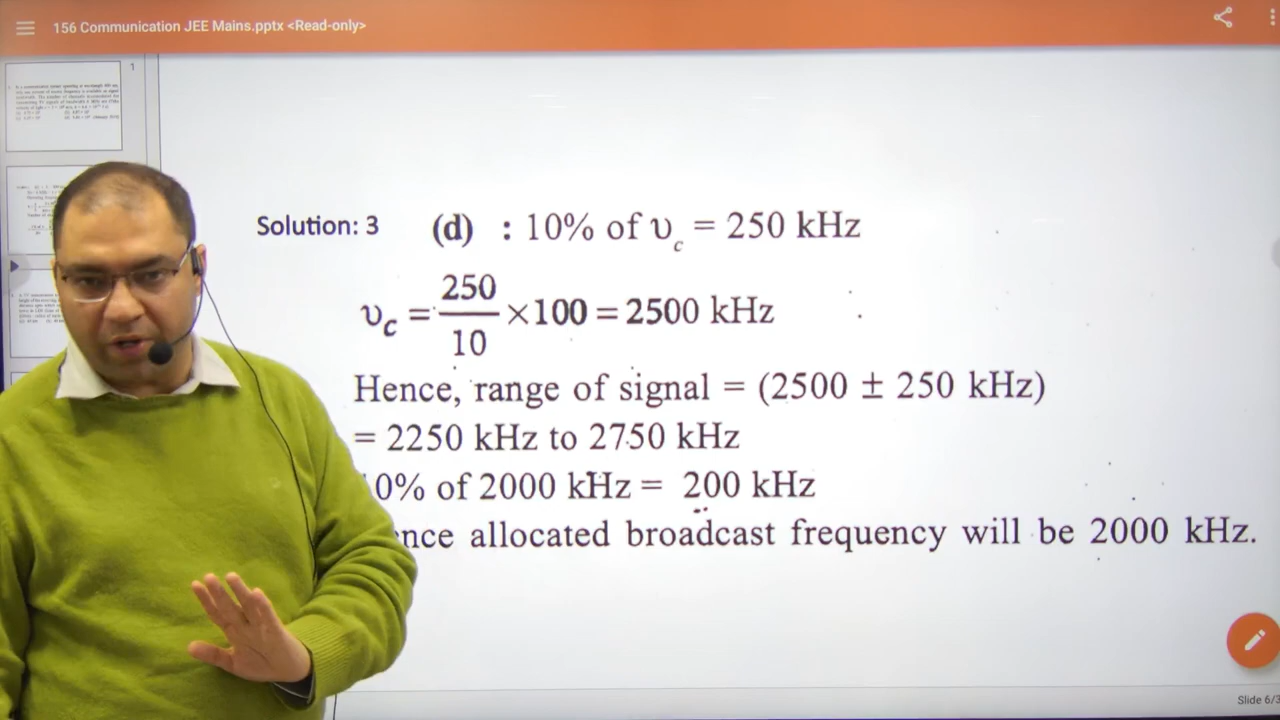 156 Communication JEE Mains.pptx <Read-only>
1
Solution: 3 (d) : 10% of υc = 250 kHz
υc = 250/10 ×100 = 2500 kHz
Hence, range of signal = (2500 ± 250 kHz)
= 2250 kHz to 2750 kHz
0% of 2000 kHz = 200 kHz
nce allocated broadcast frequency will be 2000 kHz.
Slide 6/3